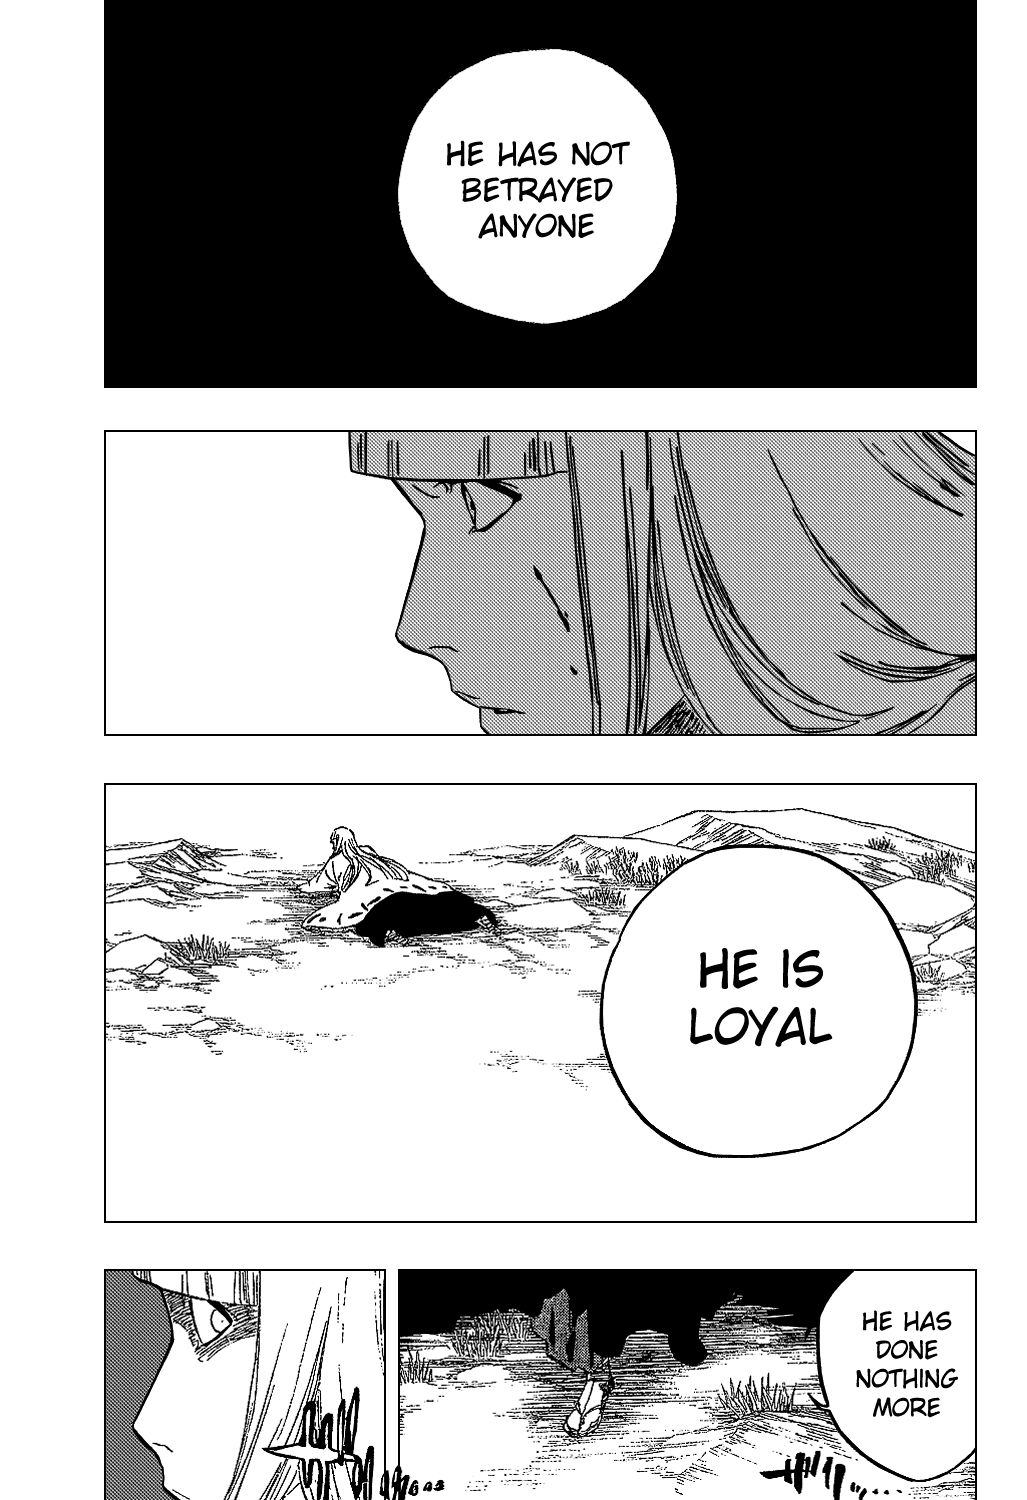 HE HAS NOT
BETRAYED
ANYONE
HE IS
LOYAL
HE HAS
DONE
NOTHING
MORE